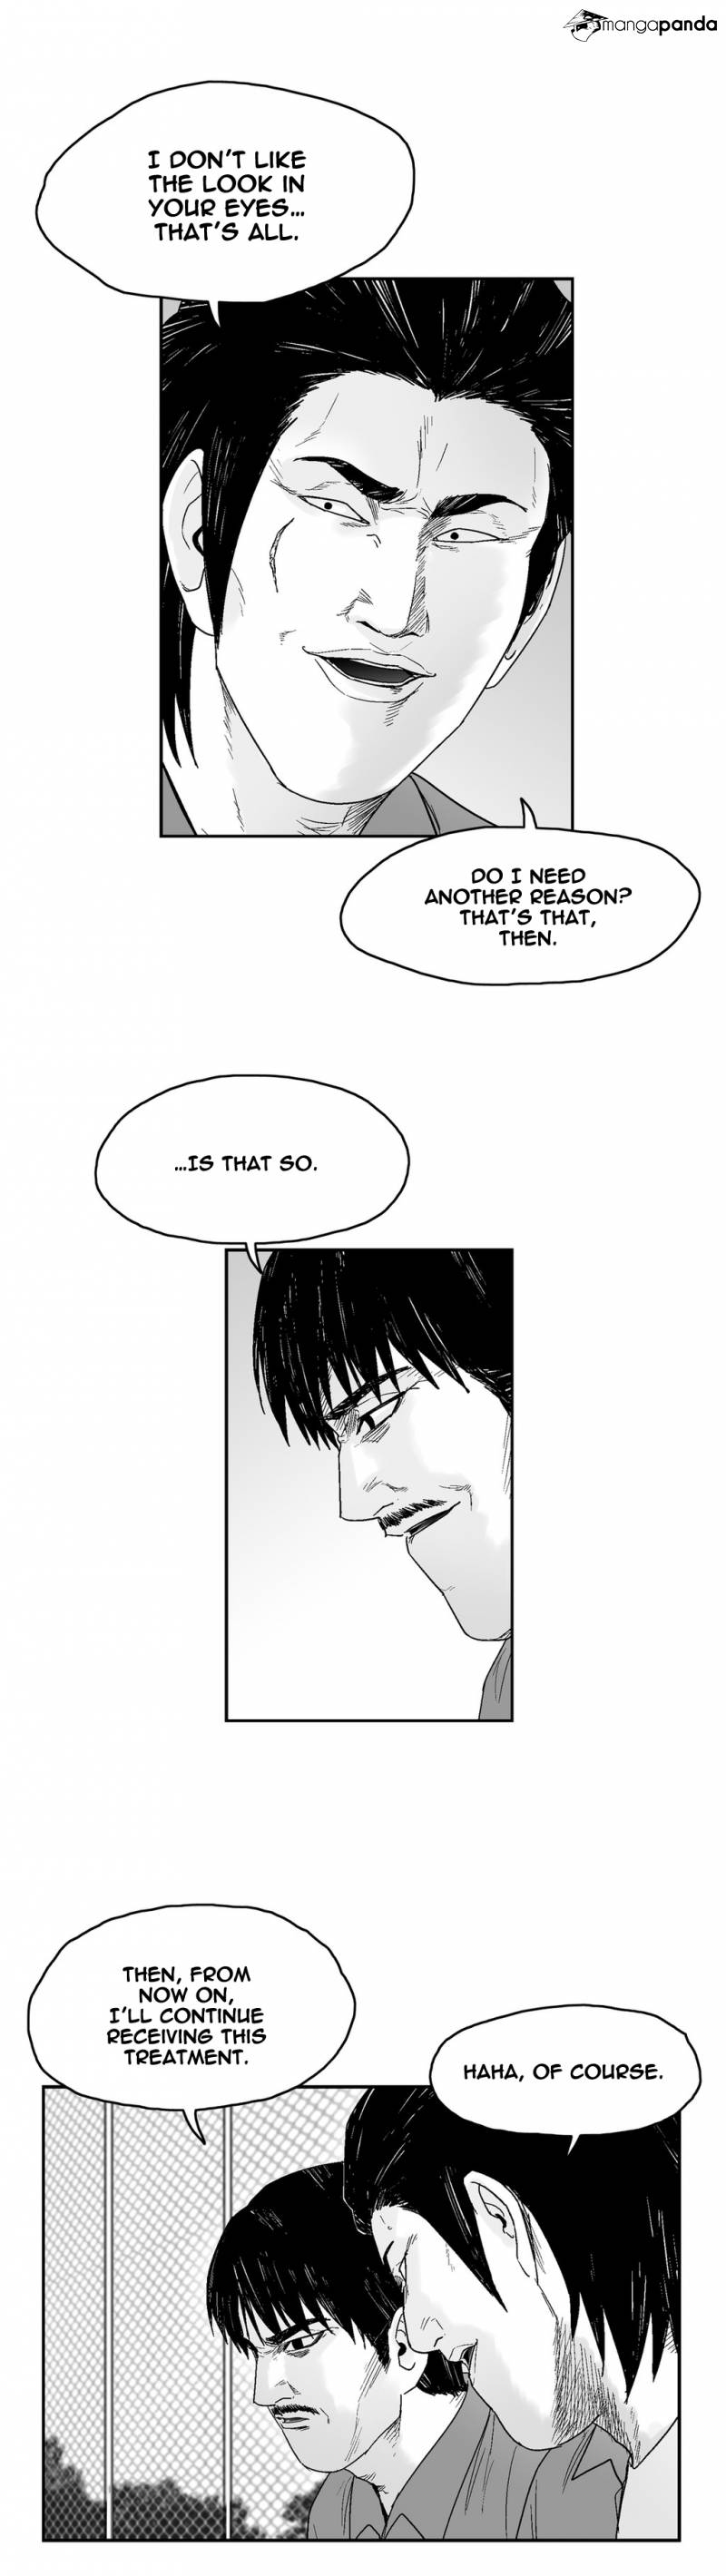 mangapanda
I DON'T LIKE
THE LOOK IN
YOUR EYES...
THAT'S ALL.
DO I NEED
ANOTHER REASON?
THAT'S THAT,
THEN.
...IS THAT SO.
THEN, FROM
NOW ON,
I'LL CONTINUE
RECEIVING THIS
TREATMENT.
HAHA, OF COURSE.